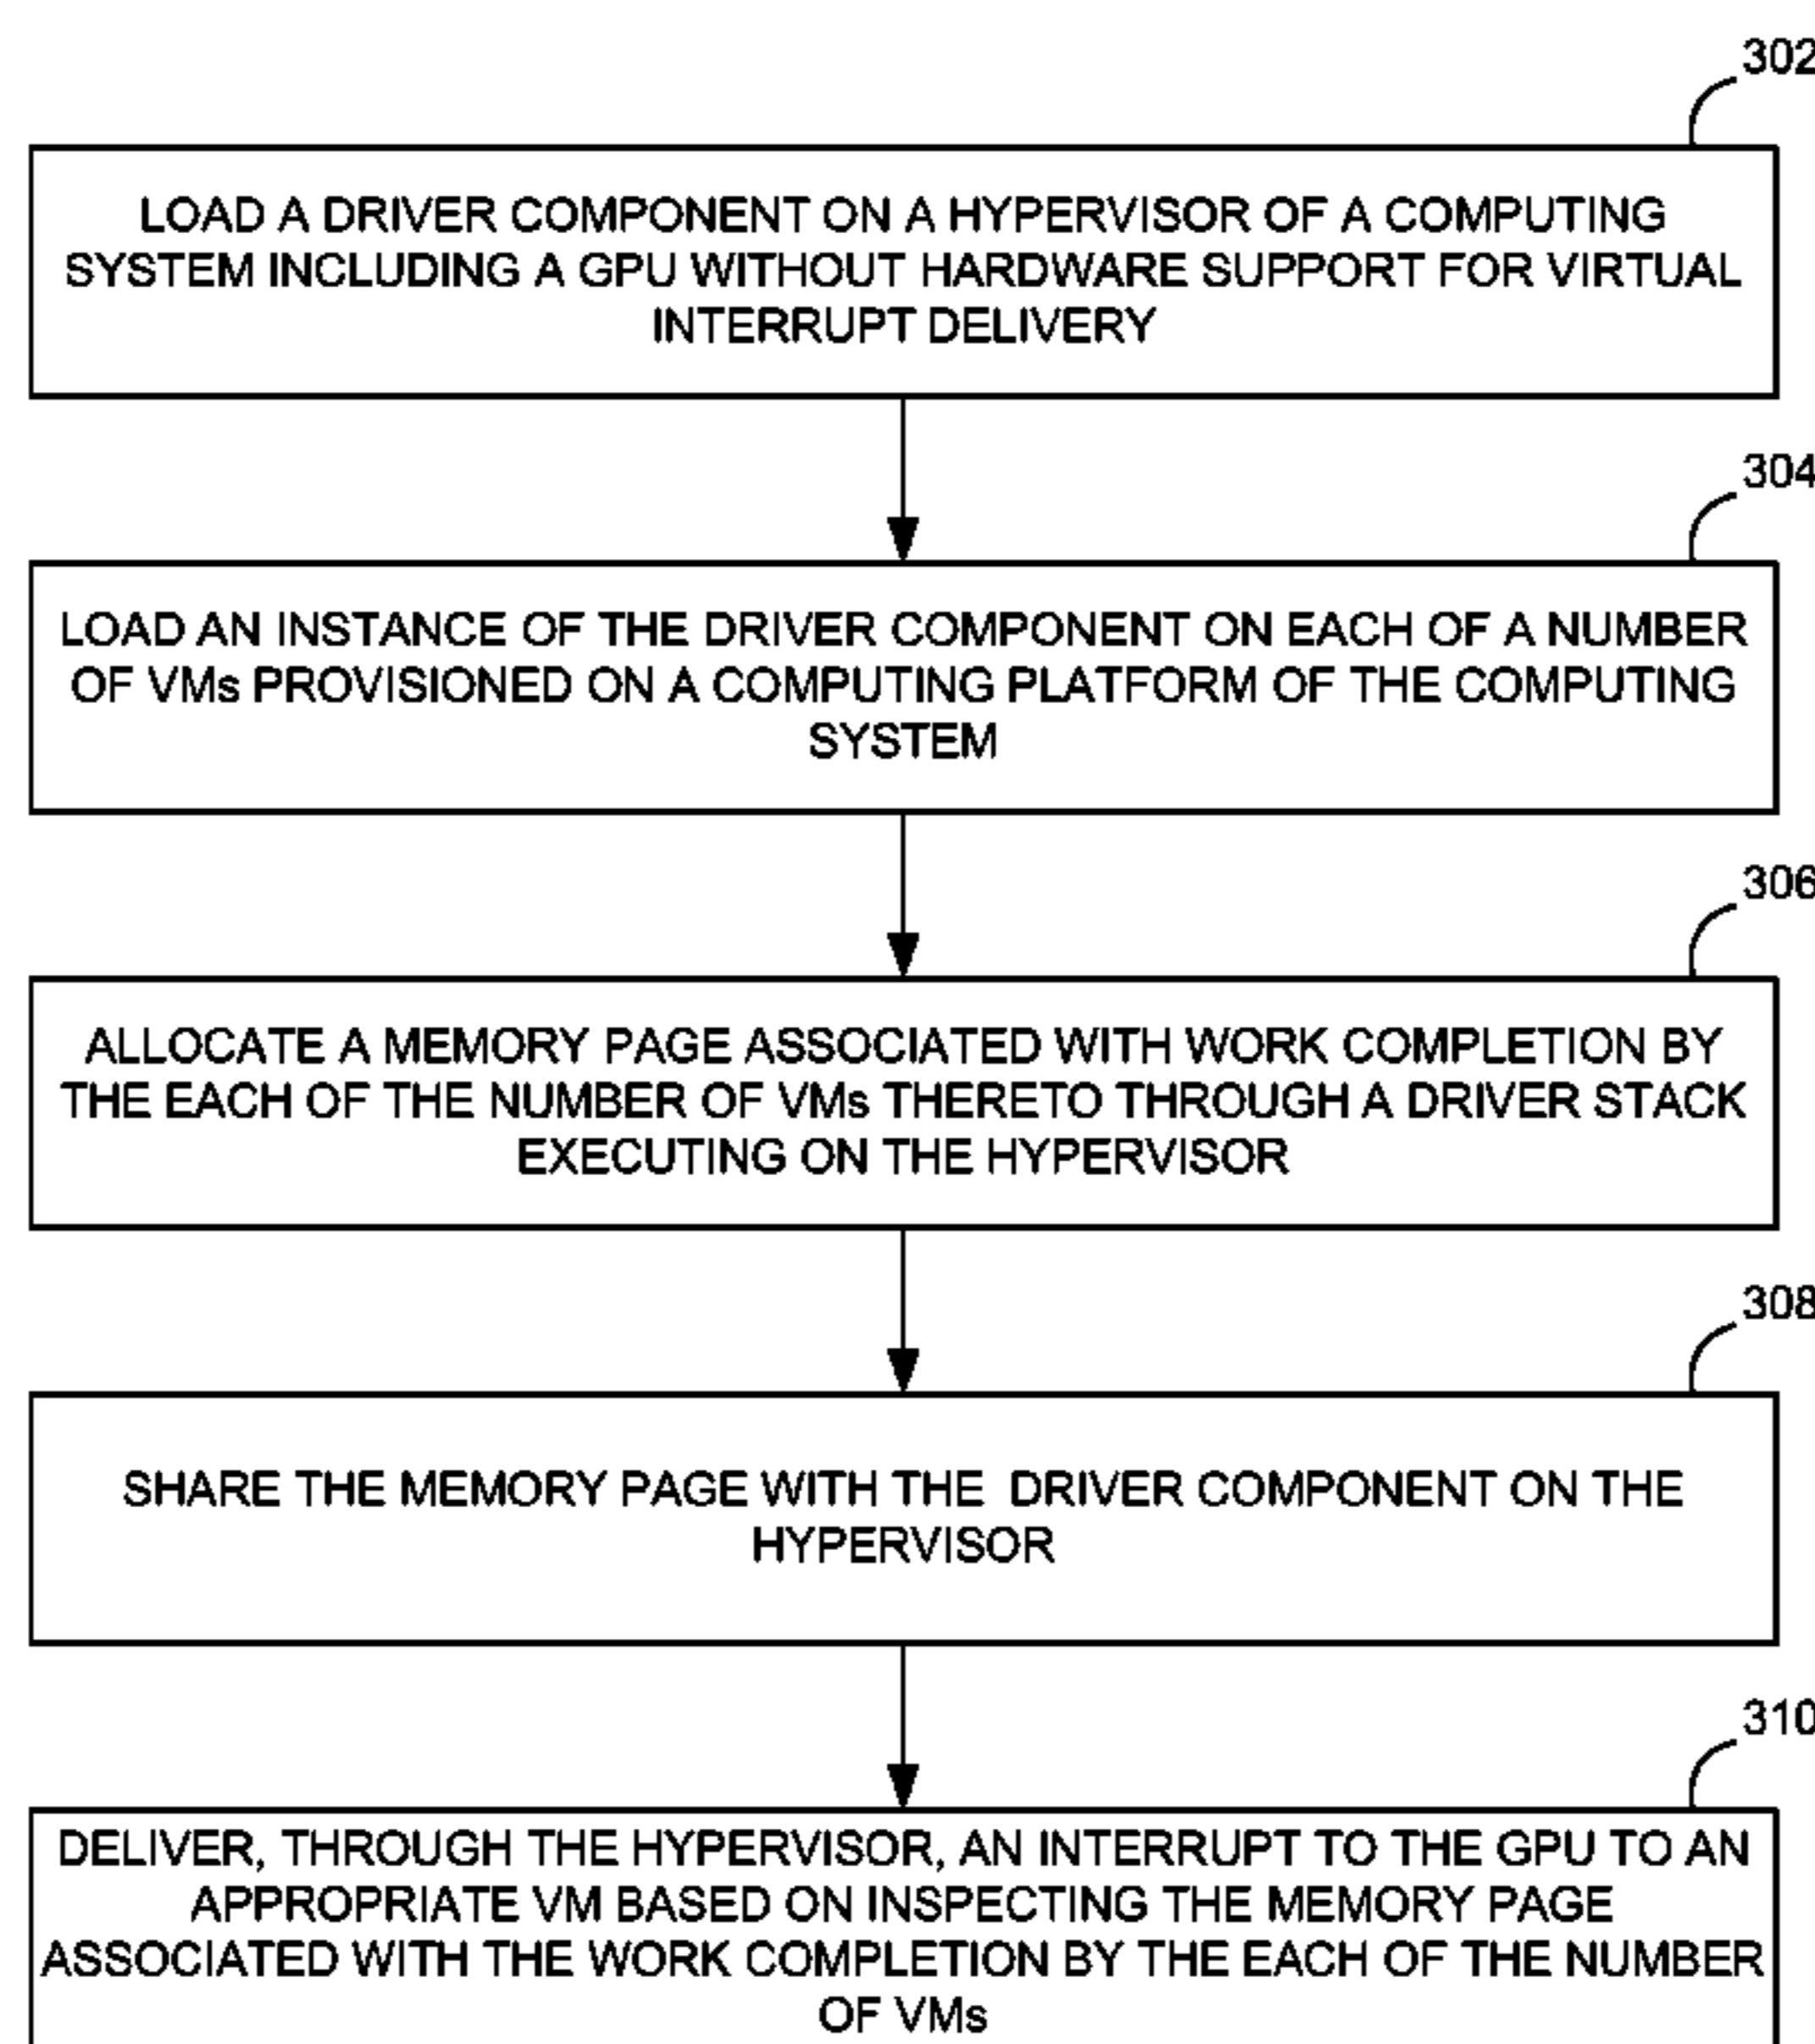 302
LOAD A DRIVER COMPONENT ON A HYPERVISOR OF A COMPUTING
SYSTEM INCLUDING A GPU WITHOUT HARDWARE SUPPORT FOR VIRTUAL
INTERRUPT DELIVERY
304
LOAD AN INSTANCE OF THE DRIVER COMPONENT ON EACH OF A NUMBER
OF VMs PROVISIONED ON A COMPUTING PLATFORM OF THE COMPUTING
SYSTEM
306
ALLOCATE A MEMORY PAGE ASSOCIATED WITH WORK COMPLETION BY
THE EACH OF THE NUMBER OF VMs THERETO THROUGH A DRIVER STACK
EXECUTING ON THE HYPERVISOR
308
SHARE THE MEMORY PAGE WITH THE DRIVER COMPONENT ON THE
HYPERVISOR
310
DELIVER, THROUGH THE HYPERVISOR, AN INTERRUPT TO THE GPU TO AN
APPROPRIATE VM BASED ON INSPECTING THE MEMORY PAGE
ASSOCIATED WITH THE WORK COMPLETION BY THE EACH OF THE NUMBER
OF VMs